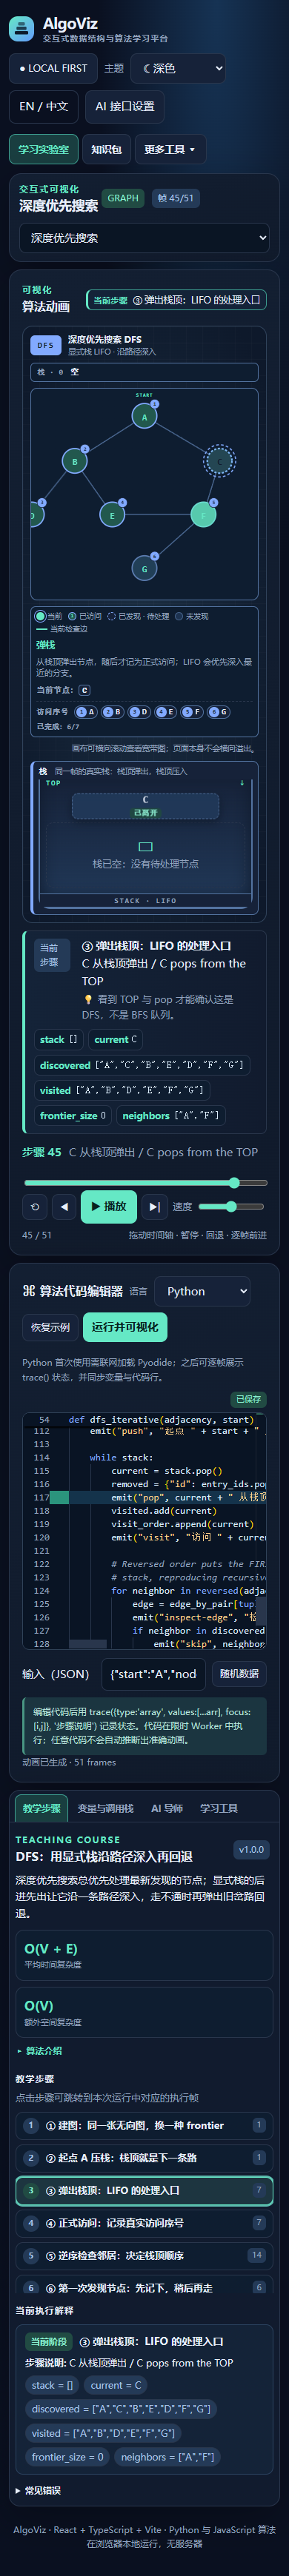 AlgoViz
交互式数据结构与算法学习平台
● LOCAL FIRST 主题 ☾ 深色
EN / 中文 AI 接口设置
学习实验室 知识包 更多工具
交互式可视化
深度优先搜索 GRAPH 帧 45/51
深度优先搜索
可视化
算法动画
当前步骤 ③ 弹出栈顶：LIFO 的处理入口
DFS 深度优先搜索 DFS
显式栈 LIFO · 沿路径深入
栈 · 0 空
START
A 1
B 2
C
D 3
E 4
F 5
G 6
当前 已访问 已发现 · 待处理 未发现
当前检查边
弹栈
从栈顶弹出节点，随后才记为正式访问；LIFO 会优先深入最近的分支。
当前节点： C
访问序号 1 A 2 B 3 D 4 E 5 F 6 G
已完成：6/7
画布可横向滚动查看宽带图；页面本身不会横向溢出。
栈 同一帧的真实栈：栈顶弹出，栈顶压入
TOP ↓
C
已离开
栈已空：没有待处理节点
STACK · LIFO
当前步骤
③ 弹出栈顶：LIFO 的处理入口
C 从栈顶弹出 / C pops from the TOP
💡 看到 TOP 与 pop 才能确认这是 DFS，不是 BFS 队列。
stack [] current C
discovered ["A","C","B","E","D","F","G"]
visited ["A","B","D","E","F","G"]
frontier_size 0 neighbors ["A","F"]
步骤 45 C 从栈顶弹出 / C pops from the TOP
▶ 播放 速度
45 / 51 拖动时间轴 · 暂停 · 回退 · 逐帧前进
⌘ 算法代码编辑器 语言 Python
恢复示例 运行并可视化
Python 首次使用需联网加载 Pyodide；之后可逐帧展示 trace() 状态，并同步变量与代码行。
已保存
54 def dfs_iterative(adjacency, start)
112 emit("push", "起点 " + start + "
113
114 while stack:
115 current = stack.pop()
116 removed = {"id": entry_ids.pop
117 emit("pop", current + " 从栈顶
118 visited.add(current)
119 visit_order.append(current)
120 emit("visit", "访问 " + curren
121
122 # Reversed order puts the FIR
123 # stack, reproducing recursiv
124 for neighbor in reversed(adja
125 edge = edge_by_pair[tup
126 emit("inspect-edge", "检
127 if neighbor in discovered
128 emit("skip", neighbor
输入（JSON） {"start":"A","nod 随机数据
编辑代码后用 trace({type:'array', values:[...arr], focus:[i,j]}, '步骤说明') 记录状态。代码在限时 Worker 中执行；任意代码不会自动推断出准确动画。
动画已生成 · 51 frames
教学步骤 变量与调用栈 AI 导师 学习工具
TEACHING COURSE
DFS：用显式栈沿路径深入再回退 v1.0.0
深度优先搜索总优先处理最新发现的节点；显式栈的后进先出让它沿一条路径深入，走不通时再弹出旧岔路回退。
O(V + E)
平均时间复杂度
O(V)
额外空间复杂度
▸ 算法介绍
教学步骤
点击步骤可跳转到本次运行中对应的执行帧
1 ① 建图：同一张无向图，换一种 frontier 1
2 ② 起点 A 压栈：栈顶就是下一条路 1
3 ③ 弹出栈顶：LIFO 的处理入口 7
4 ④ 正式访问：记录真实访问序号 7
5 ⑤ 逆序检查邻居：决定栈顶顺序 14
6 ⑥ 第一次发现节点：先记下，稍后再走 6
当前执行解释
当前阶段 ③ 弹出栈顶：LIFO 的处理入口
步骤说明: C 从栈顶弹出 / C pops from the TOP
stack = [] current = C
discovered = ["A","C","B","E","D","F","G"]
visited = ["A","B","D","E","F","G"]
frontier_size = 0 neighbors = ["A","F"]
▸ 常见错误
AlgoViz · React + TypeScript + Vite · Python 与 JavaScript 算法在浏览器本地运行，无服务器